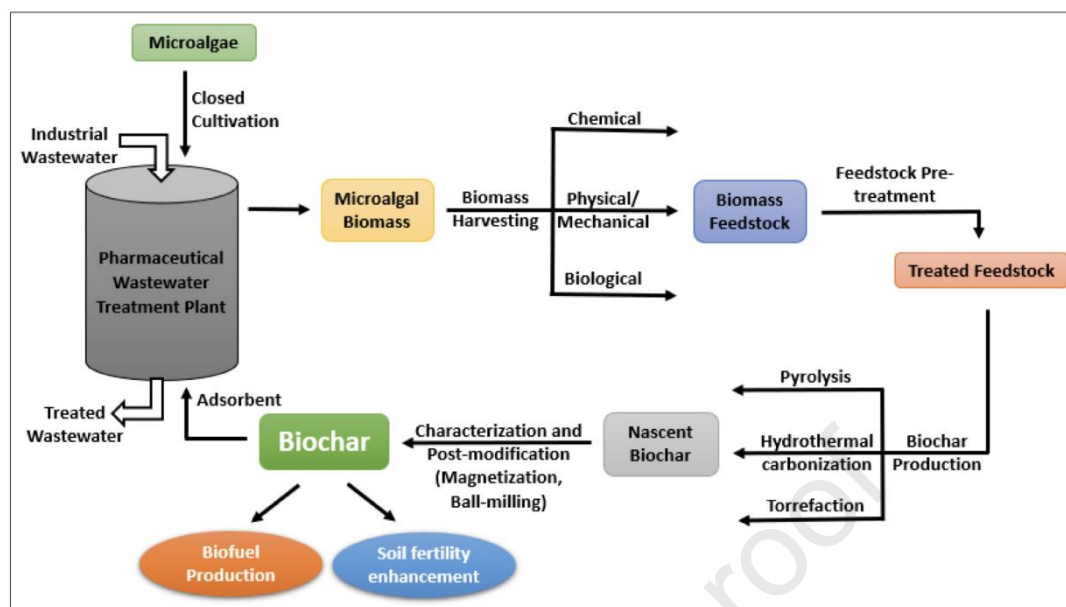 Microalgae
Closed
Cultivation
Industrial
Wastewater
Pharmaceutical
Wastewater
Treatment Plant
Microalgal
Biomass
Biomass
Harvesting
Chemical
Physical/
Mechanical
Biological
Biomass
Feedstock
Feedstock Pre-
treatment
Treated Feedstock
Biochar
Production
Pyrolysis
Hydrothermal
carbonization
Torrefaction
Nascent
Biochar
Characterization and
Post-modification
(Magnetization,
Ball-milling)
Biochar
Adsorbent
Treated
Wastewater
Biofuel
Production
Soil fertility
enhancement
roof